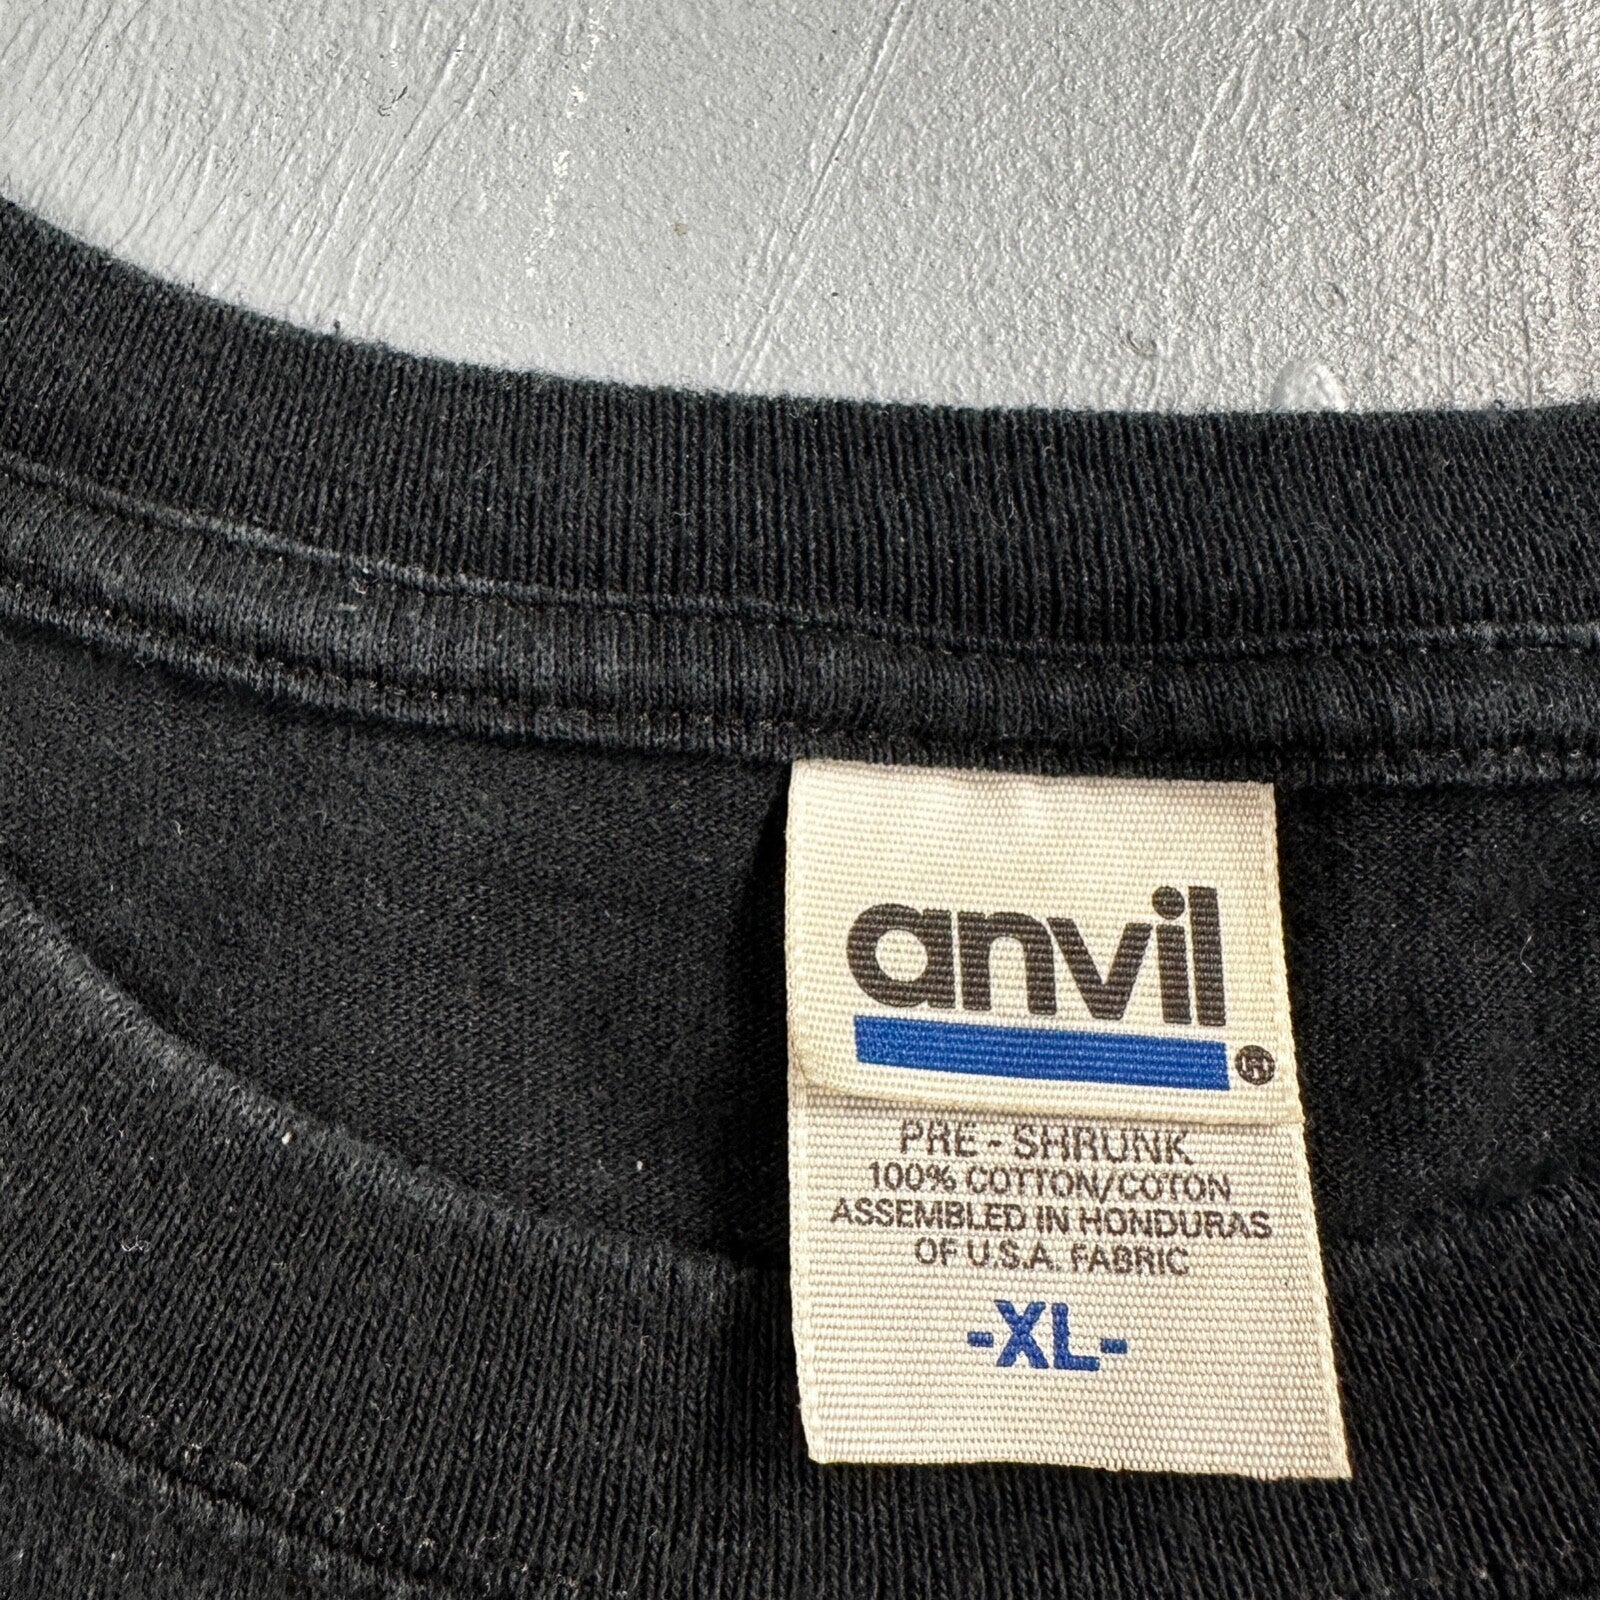 anvil
®
PRE-SHRUNK
100% COTTON/COTON
ASSEMBLED IN HONDURAS
OF U.S.A. FABRIC
-XL-